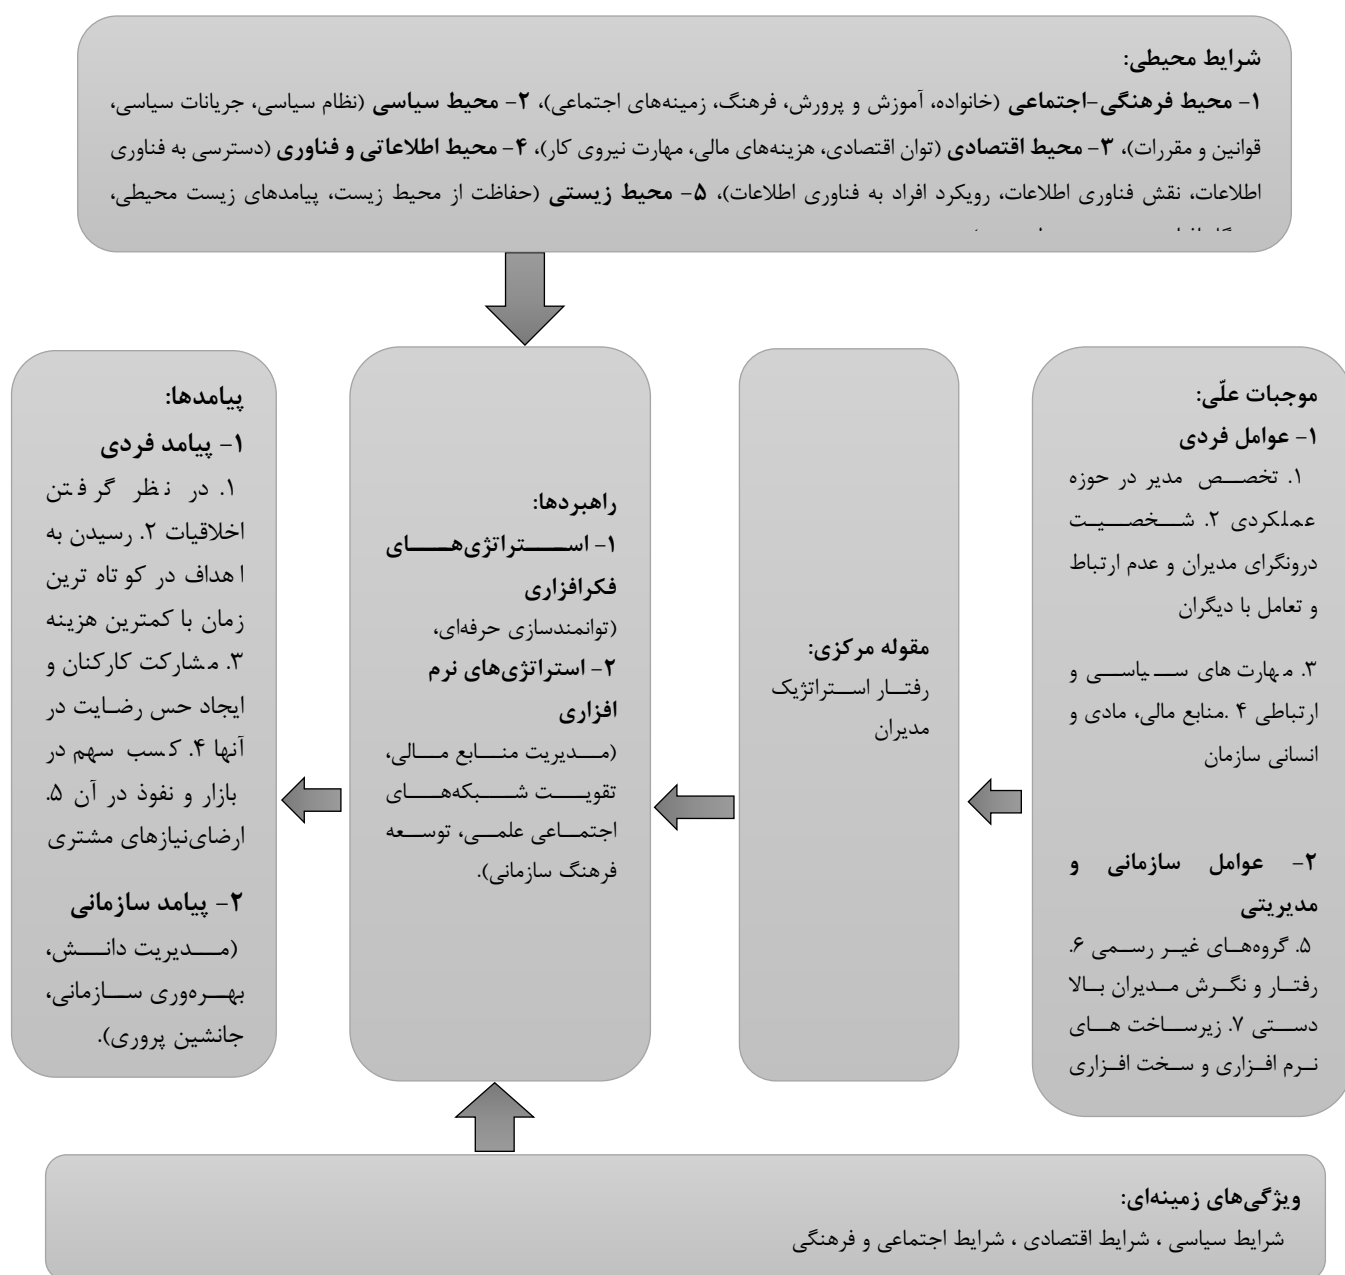 شرایط محیطی:
۱- محیط فرهنگی-اجتماعی (خانواده، آموزش و پرورش، فرهنگ، زمینه‌های اجتماعی)، ۲- محیط سیاسی (نظام سیاسی، جریانات سیاسی،
قوانین و مقررات)، ۳- محیط اقتصادی (توان اقتصادی، هزینه‌های مالی، مهارت نیروی کار)، ۴- محیط اطلاعاتی و فناوری (دسترسی به فناوری
اطلاعات، نقش فناوری اطلاعات، رویکرد افراد به فناوری اطلاعات)، ۵- محیط زیستی (حفاظت از محیط زیست، پیامدهای زیست محیطی،
موجبات علّی:
۱- عوامل فردی
۱. تخصص مدیر در حوزه
عملکردی ۲. شخصیت
درونگرای مدیران و عدم ارتباط
و تعامل با دیگران
۳. مهارت های سیاسی و
ارتباطی ۴ .منابع مالی، مادی و
انسانی سازمان
۲- عوامل سازمانی و
مدیریتی
۵. گروه‌های غیر رسمی ۶.
رفتار و نگرش مدیران بالا
دستی ۷. زیرساخت های
نرم افزاری و سخت افزاری
مقوله مرکزی:
رفتار استراتژیک
مدیران
راهبردها:
۱- استراتژی‌های
فکرافزاری
(توانمندسازی حرفه‌ای،
۲- استراتژی‌های نرم
افزاری
(مدیریت منابع مالی،
تقویت شبکه‌های
اجتماعی علمی، توسعه
فرهنگ سازمانی).
پیامدها:
۱- پیامد فردی
۱. در نظر گرفتن
اخلاقیات ۲. رسیدن به
اهداف در کوتاه ترین
زمان با کمترین هزینه
۳. مشارکت کارکنان و
ایجاد حس رضایت در
آنها ۴. کسب سهم در
بازار و نفوذ در آن ۵.
ارضای‌نیازهای مشتری
۲- پیامد سازمانی
(مدیریت دانش،
بهره‌وری سازمانی،
جانشین پروری).
ویژگی‌های زمینه‌ای:
شرایط سیاسی ، شرایط اقتصادی ، شرایط اجتماعی و فرهنگی